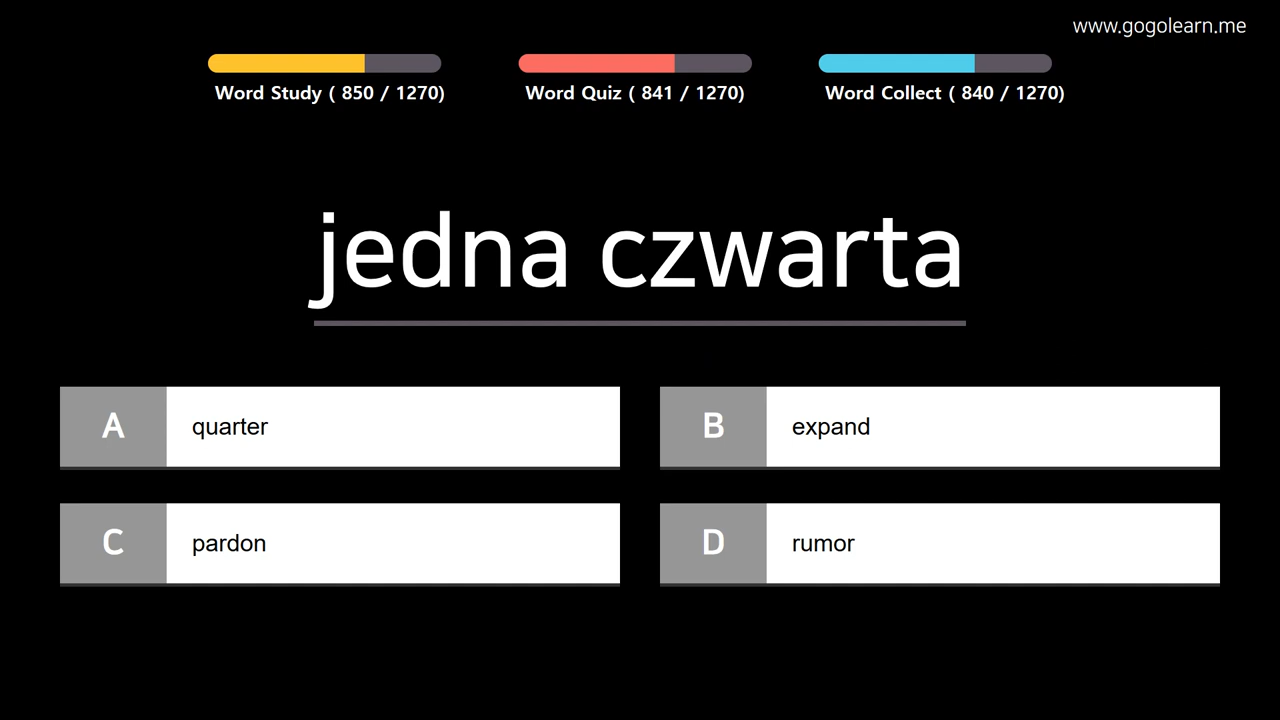 www.gogolearn.me
Word Study ( 850 / 1270)
Word Quiz ( 841 / 1270)
Word Collect ( 840 / 1270)
jedna czwarta
A quarter
B expand
C pardon
D rumor